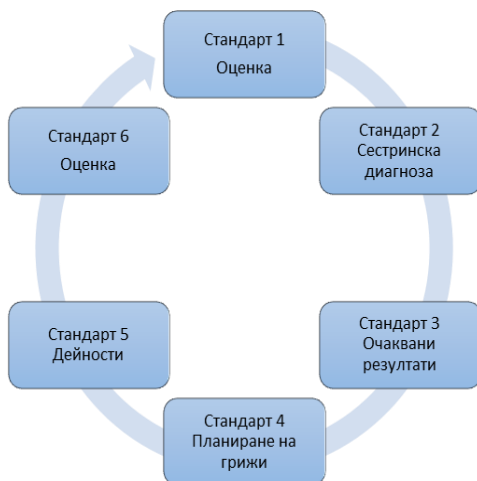 Стандарт 1
Оценка
Стандарт 2
Сестринска
диагноза
Стандарт 3
Очаквани
резултати
Стандарт 4
Планиране на
грижи
Стандарт 5
Дейности
Стандарт 6
Оценка